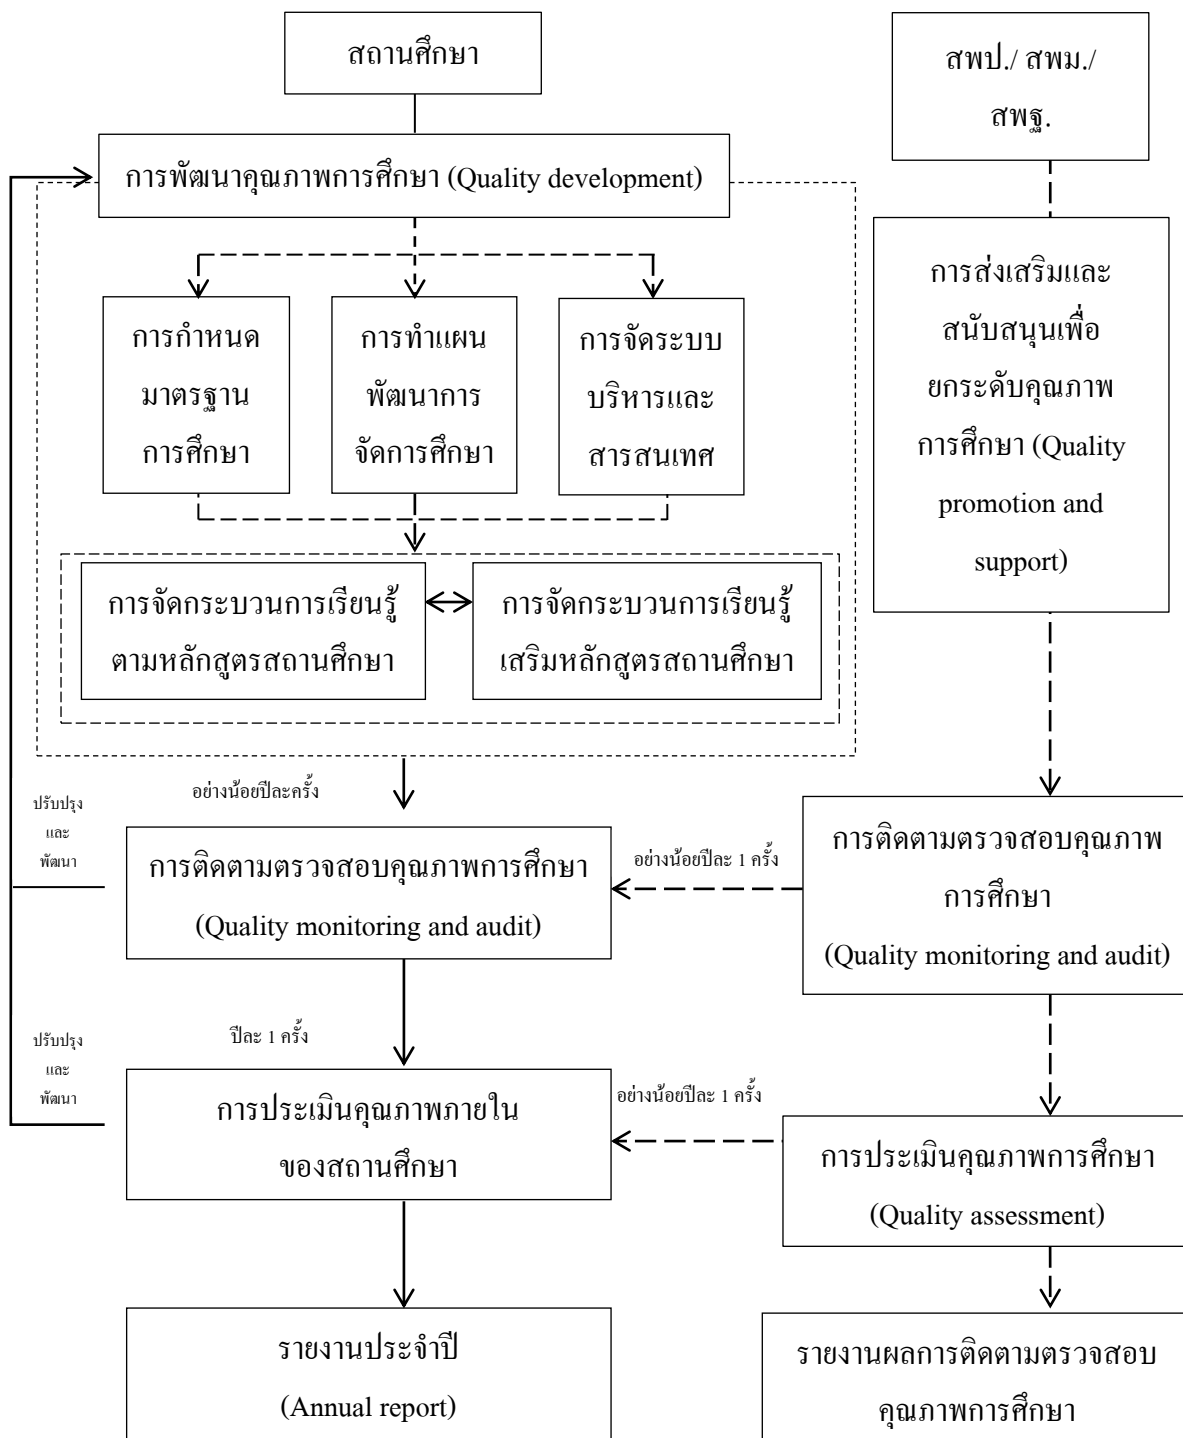 สถานศึกษา
สพป./ สพม./
สพฐ.
การพัฒนาคุณภาพการศึกษา (Quality development)
การส่งเสริมและ
สนับสนุนเพื่อ
ยกระดับคุณภาพ
การศึกษา (Quality
promotion and
support)
การกำหนด
มาตรฐาน
การศึกษา
การทำแผน
พัฒนาการ
จัดการศึกษา
การจัดระบบ
บริหารและ
สารสนเทศ
การจัดกระบวนการเรียนรู้
ตามหลักสูตรสถานศึกษา
การจัดกระบวนการเรียนรู้
เสริมหลักสูตรสถานศึกษา
อย่างน้อยปีละครั้ง
ปรับปรุง
และ
พัฒนา
การติดตามตรวจสอบคุณภาพการศึกษา
(Quality monitoring and audit)
อย่างน้อยปีละ 1 ครั้ง
การติดตามตรวจสอบคุณภาพ
การศึกษา
(Quality monitoring and audit)
ปีละ 1 ครั้ง
ปรับปรุง
และ
พัฒนา
การประเมินคุณภาพภายใน
ของสถานศึกษา
อย่างน้อยปีละ 1 ครั้ง
การประเมินคุณภาพการศึกษา
(Quality assessment)
รายงานประจำปี
(Annual report)
รายงานผลการติดตามตรวจสอบ
คุณภาพการศึกษา